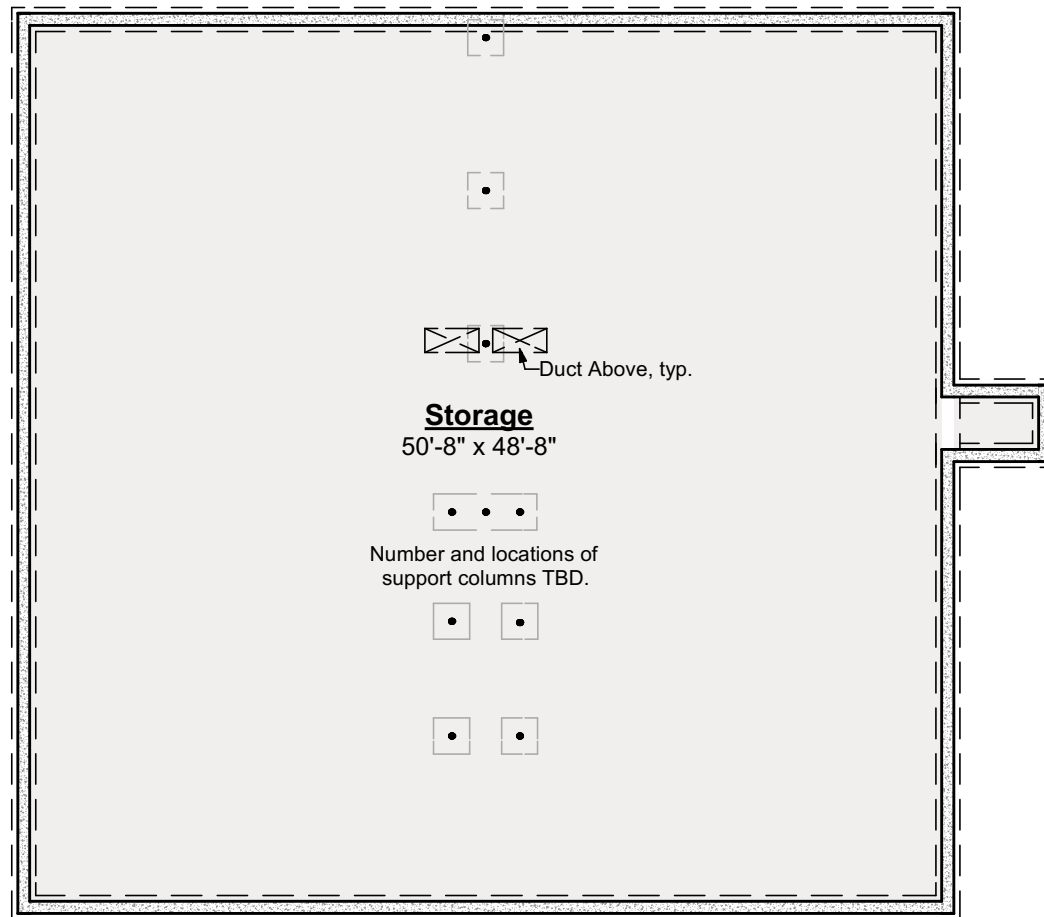 Duct Above, typ.
Storage
50'-8" x 48'-8"
Number and locations of
support columns TBD.